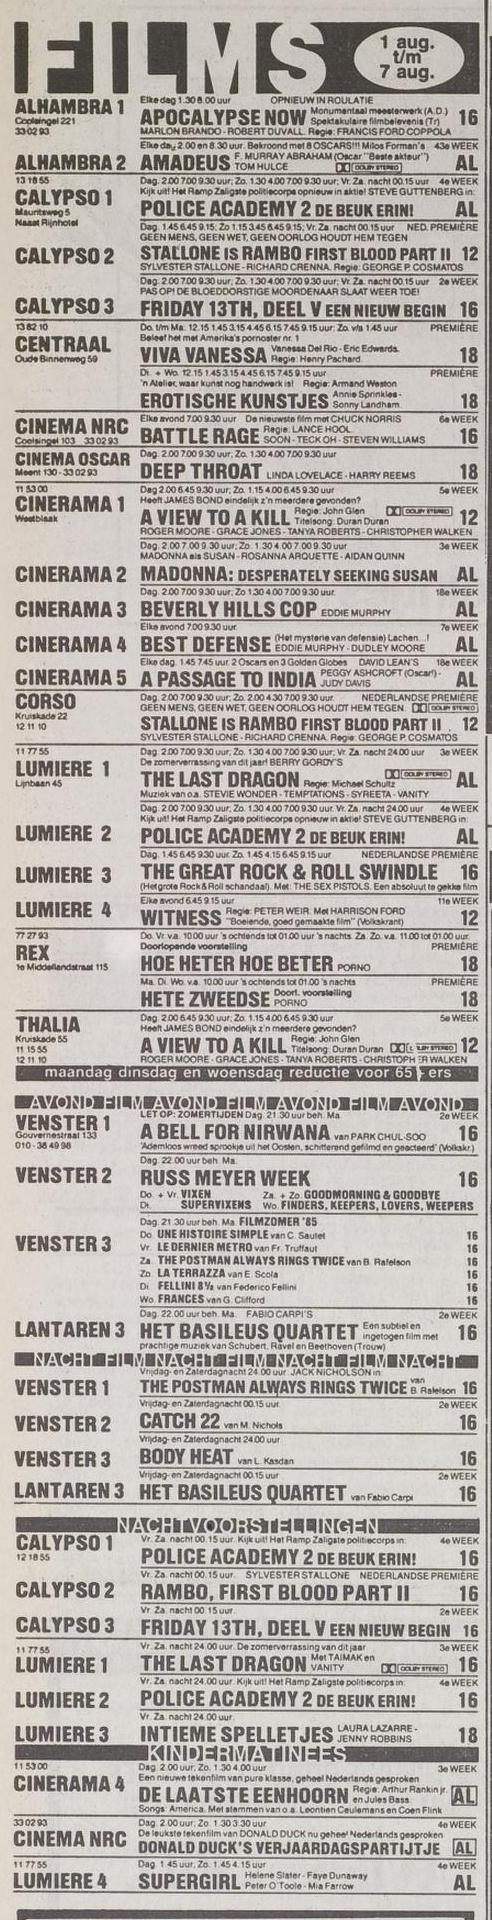 FILMS
1 aug.
t/m
7 aug.
Elke dag 1.30 8.00 uur OPNIEUW IN ROULATIE
ALHAMBRA 1 APOCALYPSE NOW Monumentaal meesterwerk (A.D.) 16
Coolsingel 221 Spektakulaire filmbelevenis (Tr)
33 02 93 MARLON BRANDO - ROBERT DUVALL. Regie: FRANCIS FORD COPPOLA
Elke dag 2.00 en 8.30 uur. Bekroond met 8 OSCARS!!! Milos Forman's 43e WEEK
ALHAMBRA 2 AMADEUS F. MURRAY ABRAHAM (Oscar "Beste akteur") AL
TOM HULCE DOLBY STEREO
13 18 55 Dag. 2.00 7.00 9.30 uur; Zo. 1.30 4.00 7.00 9.30 uur; Vr. Za. nacht 00.15 uur 4e WEEK
CALYPSO 1 Kijk uit! Het Ramp Zaligste politiecorps opnieuw in aktie! STEVE GUTTENBERG in:
Mauritsweg 5 POLICE ACADEMY 2 DE BEUK ERIN! AL
Naast Rijnhotel
Dag. 1.45 6.45 9.15; Zo 1.15 3.45 6.45 9.15; Vr. Za. nacht 00.15 uur NED. PREMIÈRE
GEEN MENS, GEEN WET, GEEN OORLOG HOUDT HEM TEGEN
CALYPSO 2 STALLONE IS RAMBO FIRST BLOOD PART II 12
SYLVESTER STALLONE - RICHARD CRENNA. Regie: GEORGE P. COSMATOS
Dag. 2.00 7.00 9.30 uur; Zo. 1.30 4.00 7.00 9.30 uur; Vr. Za. nacht 00.15 uur 2e WEEK
PAS OP! DE BLOEDDORSTIGE MOORDENAAR SLAAT WEER TOE!
CALYPSO 3 FRIDAY 13TH, DEEL V EEN NIEUW BEGIN 16
13 82 10 Do. t/m Ma. 12.15 1.45 3.15 4.45 6.15 7.45 9.15 uur; Zo. v/a 1.45 uur PREMIÈRE
CENTRAAL Beleef het met Amerika's pornoster nr. 1
Oude Binnenweg 59 VIVA VANESSA Vanessa Del Rio - Eric Edwards. 18
Regie: Henry Pachard.
Di. + Wo. 12.15 1.45 3.15 4.45 6.15 7.45 9.15 uur PREMIÈRE
'n Atelier, waar kunst nog handwerk is! Regie: Armand Weston
EROTISCHE KUNSTJES Annie Sprinkles - 18
Sonny Landham.
Elke avond 7.00 9.30 uur De nieuwste film met CHUCK NORRIS 6e WEEK
CINEMA NRC BATTLE RAGE Regie: LANCE HOOL 16
Coolsingel 103 33 02 93 SOON - TECK OH - STEVEN WILLIAMS
Dag. 2.00 7.00 9.30 uur; Zo. 1.30 4.00 7.00 9.30 uur
CINEMA OSCAR DEEP THROAT LINDA LOVELACE - HARRY REEMS 18
Meent 130 - 33 02 93
11 53 00 Dag 2.00 6.45 9.30 uur; Zo. 1.15 4.00 6.45 9.30 uur 5e WEEK
CINERAMA 1 Heeft JAMES BOND eindelijk z'n meerdere gevonden?
Westblaak A VIEW TO A KILL Regie: John Glen DOLBY STEREO 12
Titelsong: Duran Duran
ROGER MOORE - GRACE JONES - TANYA ROBERTS - CHRISTOPHER WALKEN
Dag. 2.00 7.00 9.30 uur; Zo. 1.30 4.00 7.00 9.30 uur 3e WEEK
MADONNA als SUSAN - ROSANNA ARQUETTE - AIDAN QUINN
CINERAMA 2 MADONNA: DESPERATELY SEEKING SUSAN AL
Dag. 2.00 7.00 9.30 uur; Zo 1.30 4.00 7.00 9.30 uur. 18e WEEK
CINERAMA 3 BEVERLY HILLS COP EDDIE MURPHY AL
Elke avond 7.00 9.30 uur. 7e WEEK
CINERAMA 4 BEST DEFENSE (Het mysterie van defensie) Lachen...! AL
EDDIE MURPHY - DUDLEY MOORE
Elke dag. 1.45 7.45 uur. 2 Oscars en 3 Golden Globes DAVID LEAN'S 18e WEEK
CINERAMA 5 A PASSAGE TO INDIA PEGGY ASHCROFT (Oscar!) - AL
JUDY DAVIS
CORSO Dag. 2.00 7.00 9.30 uur; Zo. 2.00 4.30 7.00 9.30 uur. NEDERLANDSE PREMIÈRE
Kruiskade 22 GEEN MENS, GEEN WET, GEEN OORLOG HOUDT HEM TEGEN. DOLBY STEREO
12 11 10 STALLONE IS RAMBO FIRST BLOOD PART II 12
SYLVESTER STALLONE - RICHARD CRENNA. Regie: GEORGE P. COSMATOS
11 77 55 Dag. 2.00 7.00 9.30 uur; Zo. 1.30 4.00 7.00 9.30 uur; Vr. Za. nacht 24.00 uur 3e WEEK
LUMIERE 1 De zomerverrassing van dit jaar! BERRY GORDY'S
Lijnbaan 45 THE LAST DRAGON Regie: Michael Schultz DOLBY STEREO AL
Muziek van o.a. STEVIE WONDER - TEMPTATIONS - SYREETA - VANITY
Dag. 2.00 7.00 9.30 uur; Zo. 1.30 4.00 7.00 9.30 uur. Vr. Za. nacht 24.00 uur 4e WEEK
Kijk uit! Het Ramp Zaligste politiecorps opnieuw in aktie! STEVE GUTTENBERG in:
LUMIERE 2 POLICE ACADEMY 2 DE BEUK ERIN! AL
Dag. 1.45 6.45 9.30 uur. Zo. 1.45 4.15 6.45 9.15 uur NEDERLANDSE PREMIÈRE
LUMIERE 3 THE GREAT ROCK & ROLL SWINDLE 16
(Het grote Rock & Roll schandaal). Met: THE SEX PISTOLS. Een absoluut te gekke film
Elke avond 6.45 9.15 uur 11e WEEK
LUMIERE 4 WITNESS Regie: PETER WEIR. Met HARRISON FORD 12
"Boeiende, goed gemaakte film" (Volkskrant)
77 27 93 Do. Vr. v.a. 10.00 uur 's ochtends tot 01.00 uur 's nachts. Za. Zo. v.a. 11.00 tot 01.00 uur.
REX Doorlopende voorstelling PREMIÈRE
1e Middellandstraat 115 HOE HETER HOE BETER PORNO 18
Ma. Di. Wo. v.a. 10.00 uur 's ochtends tot 01.00 's nachts PREMIÈRE
HETE ZWEEDSE Doorl. voorstelling 18
PORNO
THALIA Dag. 2.00 6.45 9.30 uur; Zo. 1.15 4.00 6.45 9.30 uur 5e WEEK
Kruiskade 55 Heeft JAMES BOND eindelijk z'n meerdere gevonden?
11 15 55 A VIEW TO A KILL Regie: John Glen 12
12 11 10 Titelsong: Duran Duran
ROGER MOORE - GRACE JONES - TANYA ROBERTS - CHRISTOPHER WALKEN
maandag dinsdag en woensdag reductie voor 65+ers
AVOND FILM AVOND FILM AVOND FILM AVOND
LET OP: ZOMERTIJDEN Dag. 21.30 uur beh. Ma. 2e WEEK
VENSTER 1 A BELL FOR NIRWANA van PARK CHUL-SOO 16
Gouvernestraat 133
010 - 36 49 98 'Ademloos wreed sprookje uit het Oosten, schitterend gefilmd en geacteerd' (Volkskr.)
Dag. 22.00 uur beh. Ma.
VENSTER 2 RUSS MEYER WEEK 16
Do. + Vr. VIXEN Za. + Zo. GOODMORNING & GOODBYE
Di. SUPERVIXENS Wo. FINDERS, KEEPERS, LOVERS, WEEPERS
Dag. 21.30 uur beh. Ma. FILMZOMER '85
VENSTER 3 Do. UNE HISTOIRE SIMPLE van C. Sautet 16
Vr. LE DERNIER METRO van Fr. Truffaut 16
Za. THE POSTMAN ALWAYS RINGS TWICE van B. Rafelson 16
Zo. LA TERRAZZA van E. Scola 16
Di. FELLINI 8½ van Federico Fellini 16
Wo FRANCES van G. Clifford 16
Dag. 22.00 uur beh. Ma. FABIO CARPI'S 2e WEEK
LANTAREN 3 HET BASILEUS QUARTET Een subtiel en 16
ingetogen film met
prachtige muziek van Schubert, Ravel en Beethoven (Trouw)
NACHT FILM NACHT FILM NACHT FILM NACHT
Vrijdag- en Zaterdagnacht 24.00 uur. JACK NICHOLSON in:
VENSTER 1 THE POSTMAN ALWAYS RINGS TWICE van B. Rafelson 16
Vrijdag- en Zaterdagnacht 00.15 uur. 2e WEEK
VENSTER 2 CATCH 22 van M. Nichols 16
Vrijdag- en Zaterdagnacht 24.00 uur
VENSTER 3 BODY HEAT van L. Kasdan 16
Vrijdag- en Zaterdagnacht 00.15 uur 2e WEEK
LANTAREN 3 HET BASILEUS QUARTET van Fabio Carpi 16
NACHTVOORSTELLINGEN
CALYPSO 1 Vr. Za. nacht 00.15 uur. Kijk uit! Het Ramp Zaligste politiecorps in: 4e WEEK
12 18 55 POLICE ACADEMY 2 DE BEUK ERIN! 16
Vr. Za. nacht 00.15 uur. SYLVESTER STALLONE NEDERLANDSE PREMIÈRE
CALYPSO 2 RAMBO, FIRST BLOOD PART II 16
Vr. Za. nacht 00.15 uur. 2e WEEK
CALYPSO 3 FRIDAY 13TH, DEEL V EEN NIEUW BEGIN 16
11 77 55 Vr. Za. nacht 24.00 uur. De zomerverrassing van dit jaar 3e WEEK
LUMIERE 1 THE LAST DRAGON Met TAIMAK en DOLBY STEREO 16
VANITY
Vr. Za. nacht 24.00 uur. Kijk uit! Het Ramp Zaligste politiecorps in: 4e WEEK
LUMIERE 2 POLICE ACADEMY 2 DE BEUK ERIN! 16
Vr. Za. nacht 24.00 uur.
LUMIERE 3 INTIEME SPELLETJES LAURA LAZARRE - 18
JENNY ROBBINS
KINDERMATINEES
11 53 00 Dag. 2.00 uur; Zo. 1.30 4.00 uur 3e WEEK
CINERAMA 4 Een nieuwe tekenfilm van pure klasse, geheel Nederlands gesproken
DE LAATSTE EENHOORN Regie: Arthur Rankin jr. AL
en Jules Bass.
Songs: America. Met stemmen van o.a. Leontien Ceulemans en Coen Flink
33 02 93 Dag. 2.00 uur; Zo. 1.30 3.30 uur 4e WEEK
CINEMA NRC De leukste tekenfilm van DONALD DUCK nu geheel Nederlands gesproken
DONALD DUCK'S VERJAARDAGSPARTIJTJE AL
11 77 55 Dag. 1.45 uur; Zo. 1.45 4.15 uur 4e WEEK
LUMIERE 4 SUPERGIRL Helene Slater - Faye Dunaway AL
Peter O'Toole - Mia Farrow